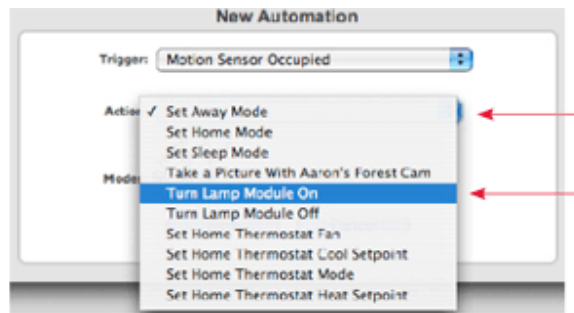 New Automation
Trigger: Motion Sensor Occupied
Action ✓ Set Away Mode
Set Home Mode
Set Sleep Mode
Take a Picture With Aaron's Forest Cam
Mode:
Turn Lamp Module On
Turn Lamp Module Off
Set Home Thermostat Fan
Set Home Thermostat Cool Setpoint
Set Home Thermostat Mode
Set Home Thermostat Heat Setpoint